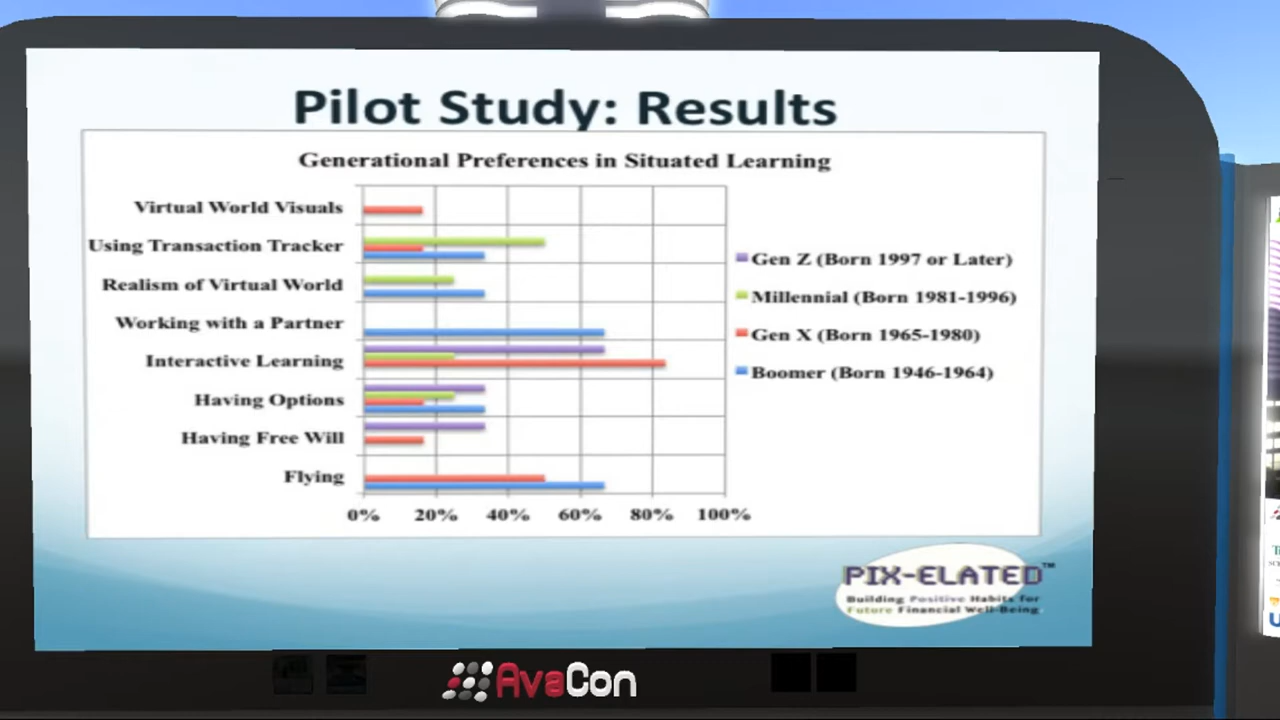 Pilot Study: Results
Generational Preferences in Situated Learning
Virtual World Visuals
Using Transaction Tracker
Realism of Virtual World
Working with a Partner
Interactive Learning
Having Options
Having Free Will
Flying
0% 20% 40% 60% 80% 100%
Gen Z (Born 1997 or Later)
Millennial (Born 1981-1996)
Gen X (Born 1965-1980)
Boomer (Born 1946-1964)
PIX-ELATED™
Building Positive Habits for
Future Financial Well-Being
AvaCon